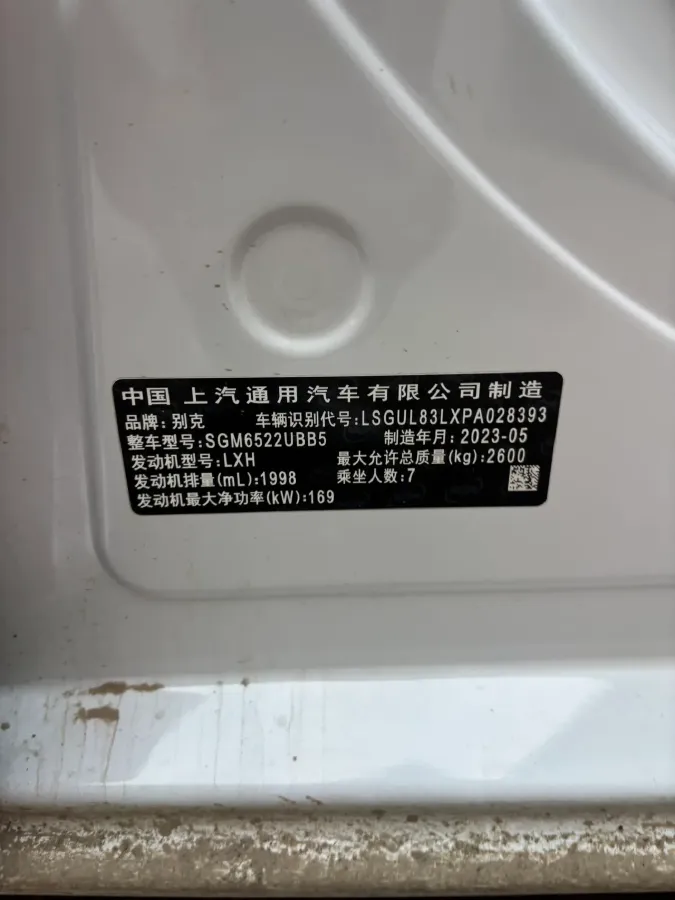 中国 上汽通用汽车有限公司制造
品牌:别克 车辆识别代号:LSGUL83LXPA028393
整车型号:SGM6522UBB5 制造年月:2023-05
发动机型号:LXH 最大允许总质量(kg):2600
发动机排量(mL):1998 乘坐人数:7
发动机最大净功率(kW):169